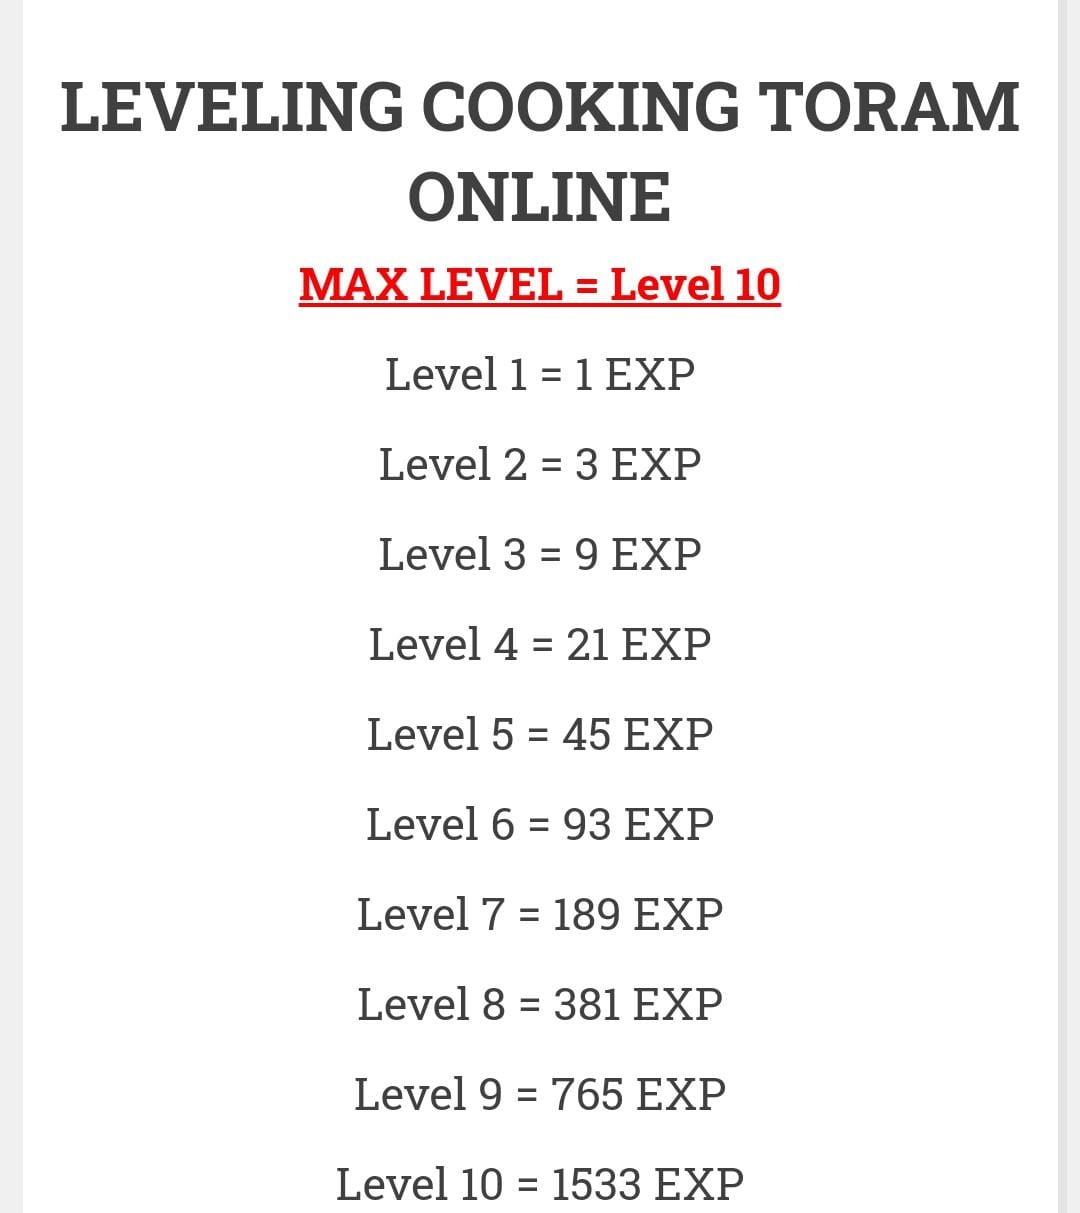 LEVELING COOKING TORAM
ONLINE
MAX LEVEL = Level 10
Level 1 = 1 EXP
Level 2 = 3 EXP
Level 3 = 9 EXP
Level 4 = 21 EXP
Level 5 = 45 EXP
Level 6 = 93 EXP
Level 7 = 189 EXP
Level 8 = 381 EXP
Level 9 = 765 EXP
Level 10 = 1533 EXP